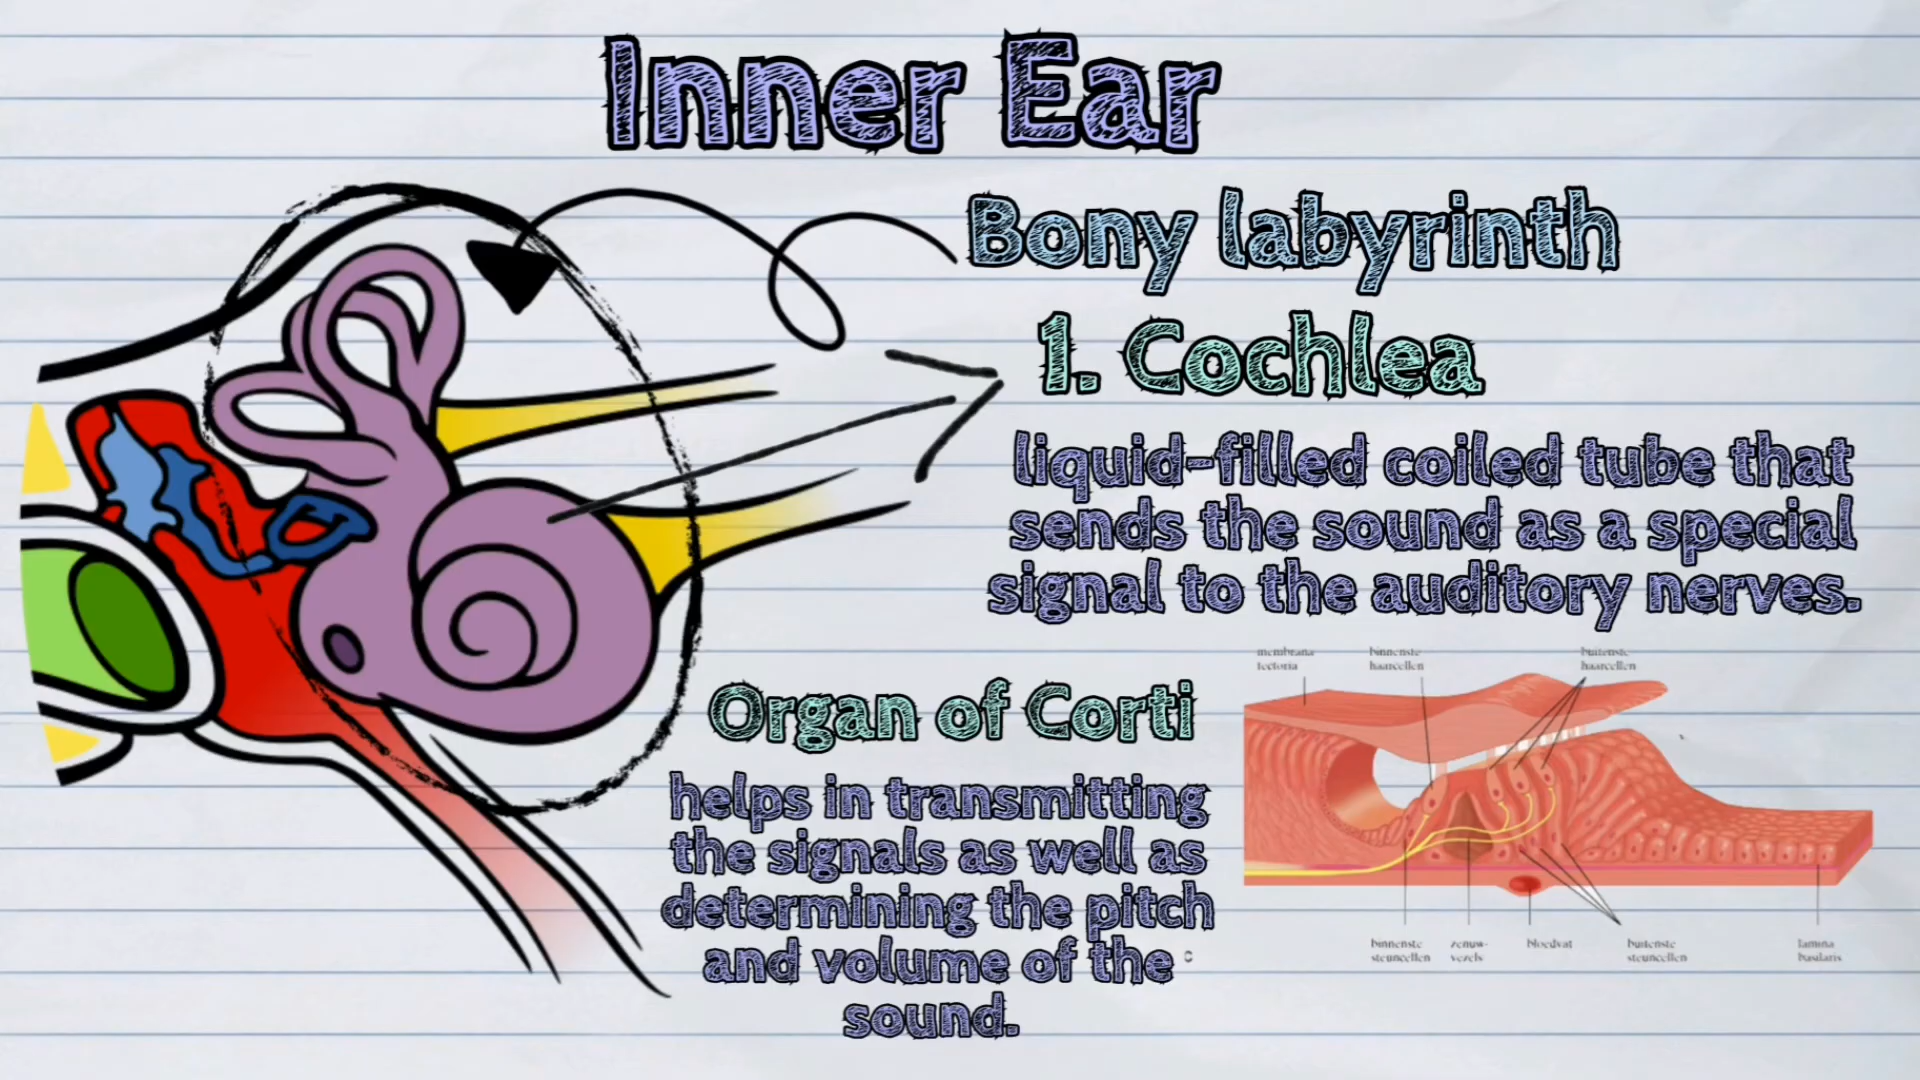 Inner Ear
Bony labyrinth
1. Cochlea
liquid-filled coiled tube that
sends the sound as a special
signal to the auditory nerves.
Organ of Corti
helps in transmitting
the signals as well as
determining the pitch
and volume of the
sound.
membrana
tectoria
binnenste
haarcellen
buitenste
haarcellen
binnenste
steuncellen
zenuw-
vezels
bloedvat
buitenste
steuncellen
lamina
basilaris